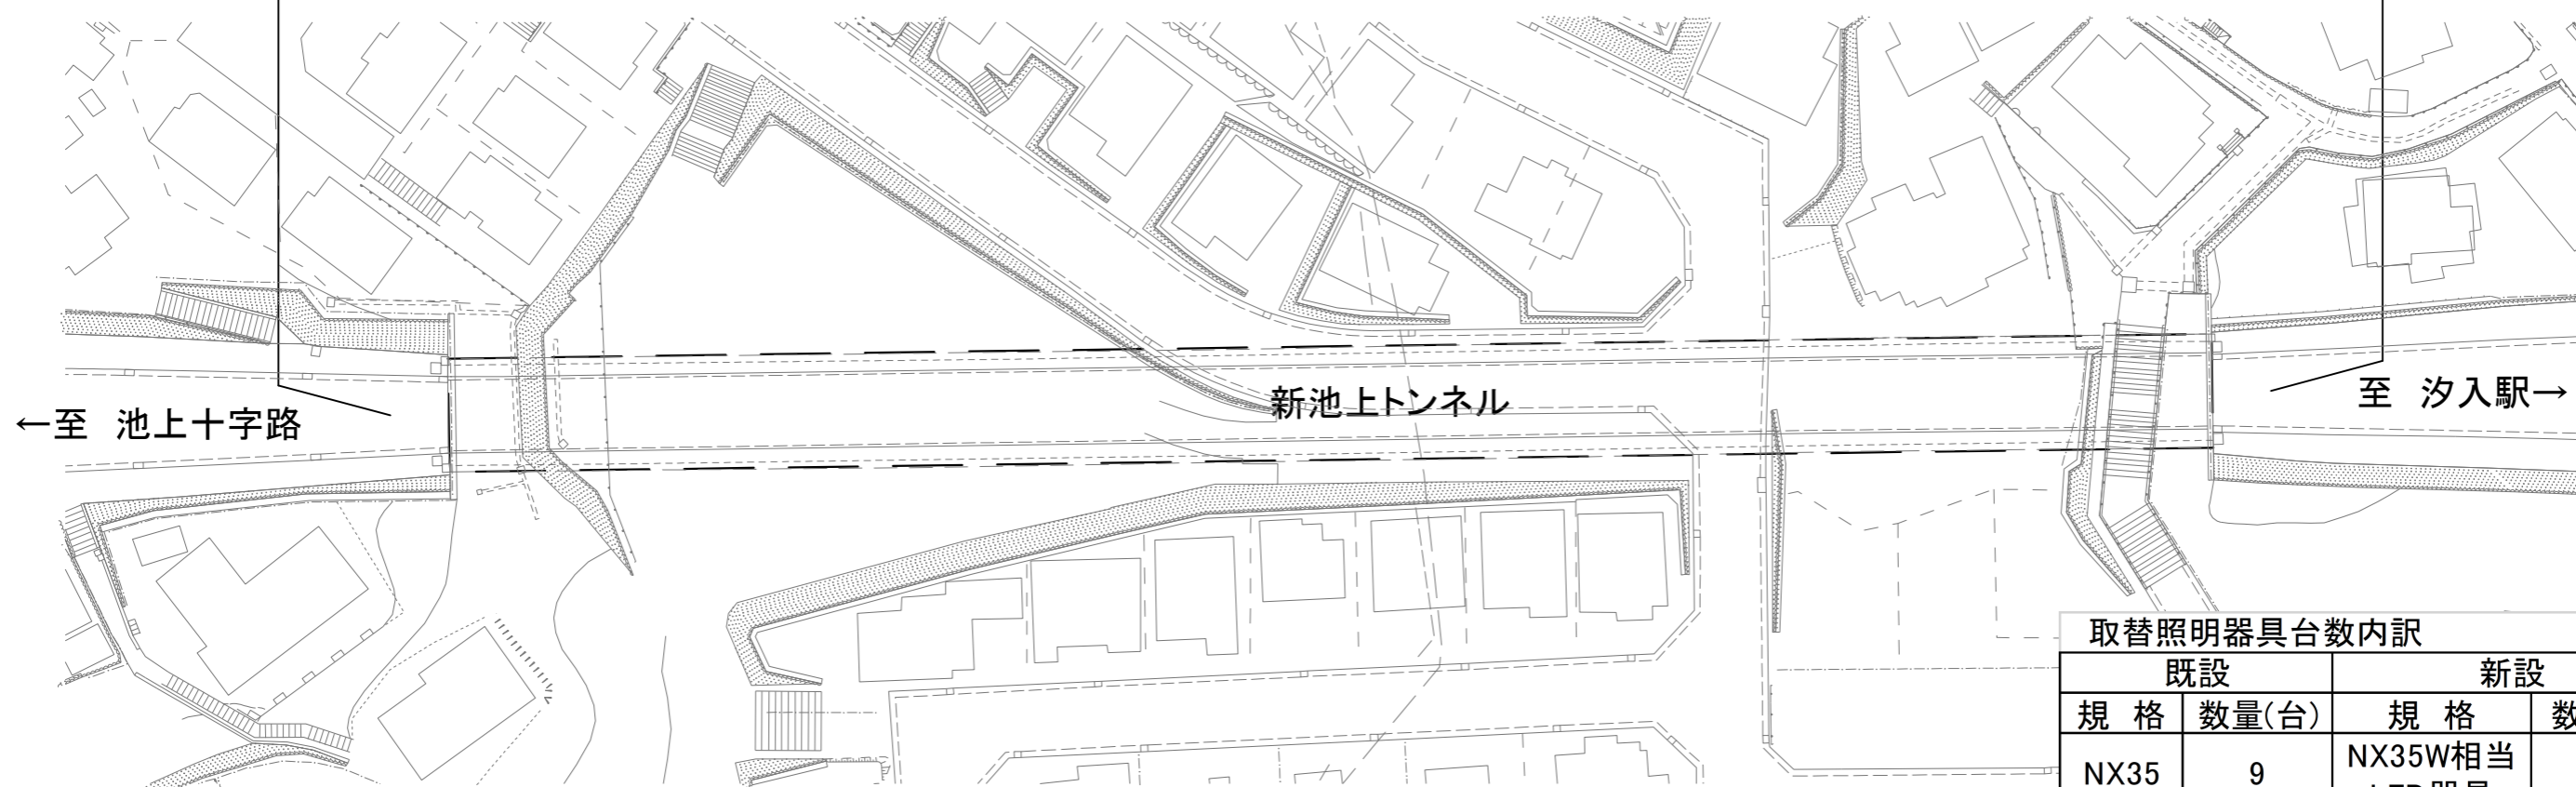 新池上トンネル
至 汐入駅→
←至 池上十字路
取替照明器具台数内訳
既設 新設
規 格 数量(台) 規 格
NX35 9 NX35W相当